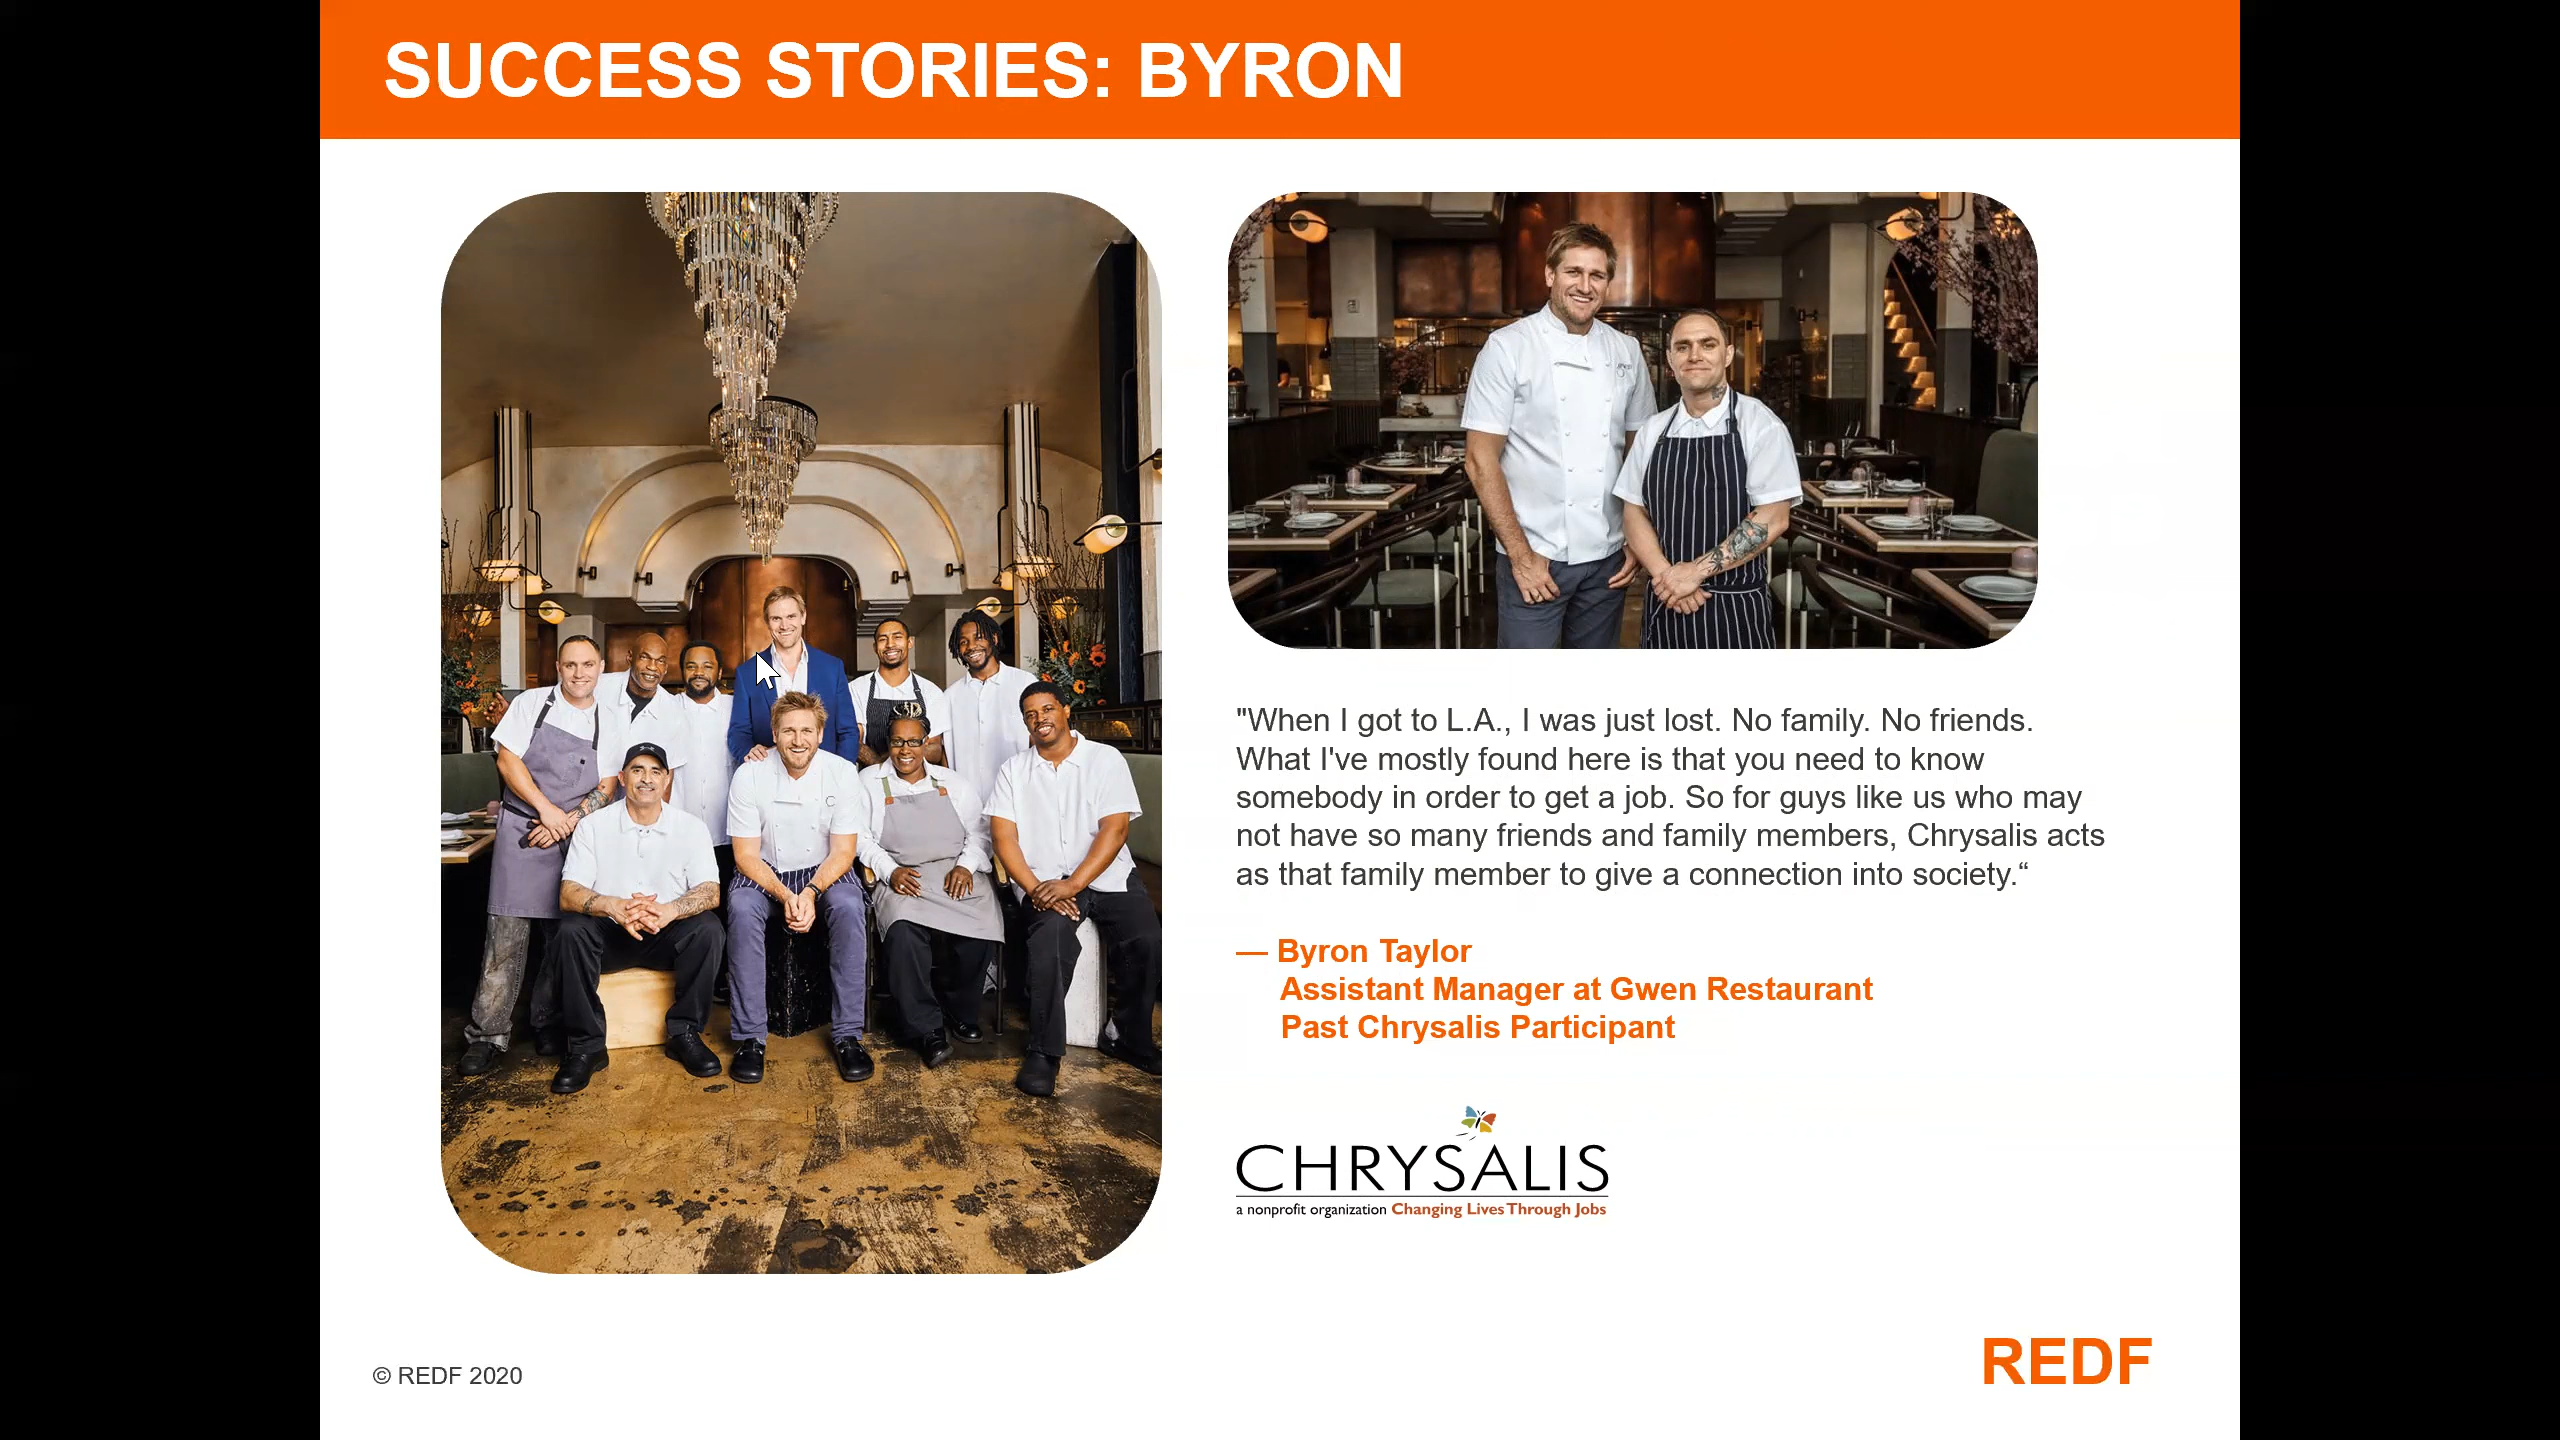 SUCCESS STORIES: BYRON
"When I got to L.A., I was just lost. No family. No friends.
What I've mostly found here is that you need to know
somebody in order to get a job. So for guys like us who may
not have so many friends and family members, Chrysalis acts
as that family member to give a connection into society.“
— Byron Taylor
Assistant Manager at Gwen Restaurant
Past Chrysalis Participant
CHRYSALIS
a nonprofit organization Changing Lives Through Jobs
© REDF 2020
REDF